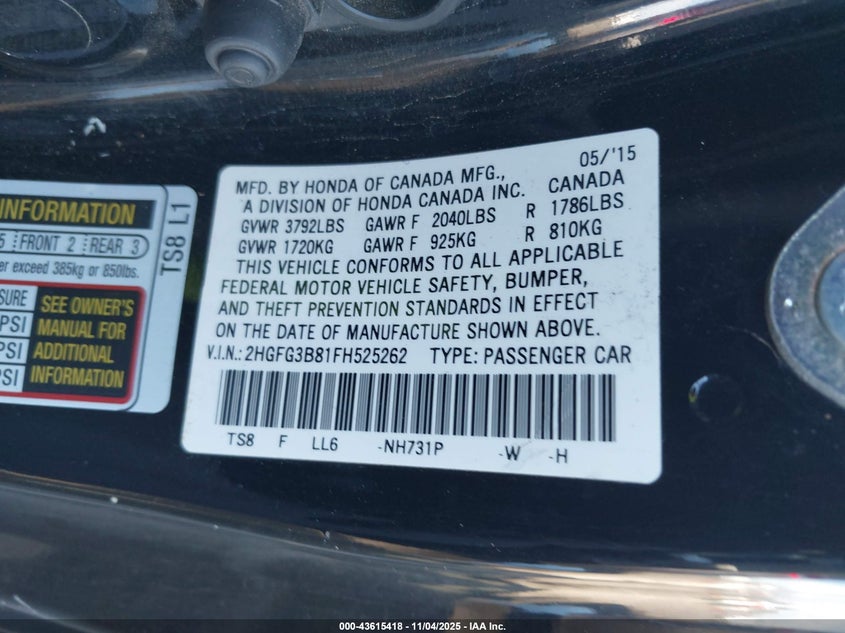 05/'15
MFD. BY HONDA OF CANADA MFG.,
A DIVISION OF HONDA CANADA INC. CANADA
GVWR 3792LBS GAWR F 2040LBS R 1786LBS
GVWR 1720KG GAWR F 925KG R 810KG
THIS VEHICLE CONFORMS TO ALL APPLICABLE
FEDERAL MOTOR VEHICLE SAFETY, BUMPER,
AND THEFT PREVENTION STANDARDS IN EFFECT
ON THE DATE OF MANUFACTURE SHOWN ABOVE.
V.I.N.: 2HGFG3B81FH525262 TYPE: PASSENGER CAR
TS8 F LL6 -NH731P -W -H
INFORMATION
5 FRONT 2 REAR 3
exceed 385kg or 850lbs.
SEE OWNER'S
PSI MANUAL FOR
PSI ADDITIONAL
PSI INFORMATION
TS8 L1
000-43615418 - 11/04/2025 - IAA Inc.